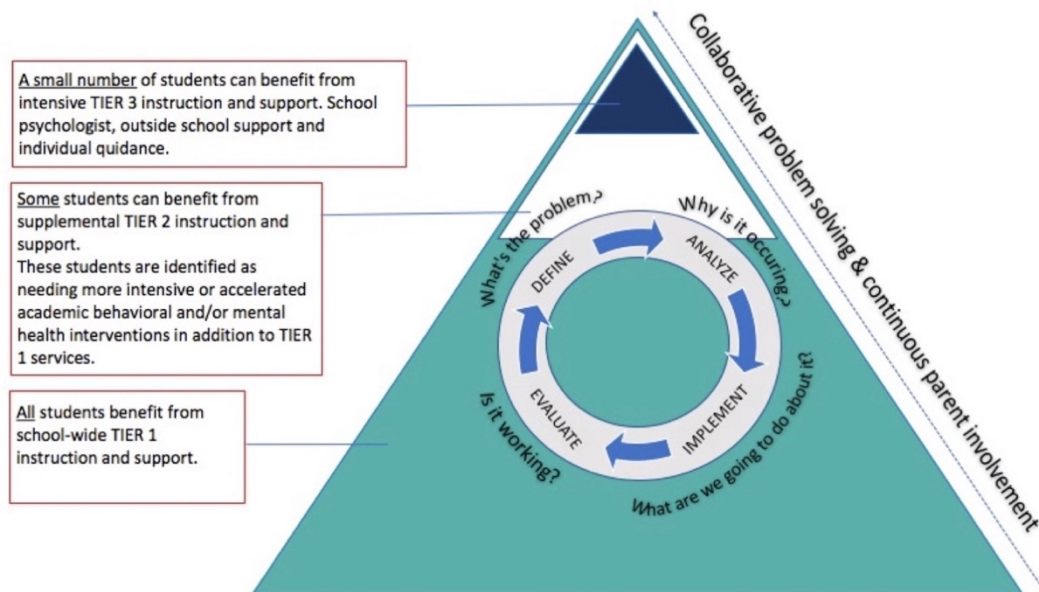 A small number of students can benefit from
intensive TIER 3 instruction and support. School
psychologist, outside school support and
individual quidance.
Some students can benefit from
supplemental TIER 2 instruction and
support.
These students are identified as
needing more intensive or accelerated
academic behavioral and/or mental
health interventions in addition to TIER
1 services.
All students benefit from
school-wide TIER 1
instruction and support.
What's the problem?
DEFINE
Why is it occuring?
ANALYZE
What are we going to do about it?
IMPLEMENT
Is it working?
EVALUATE
Collaborative problem solving & continuous parent involvement